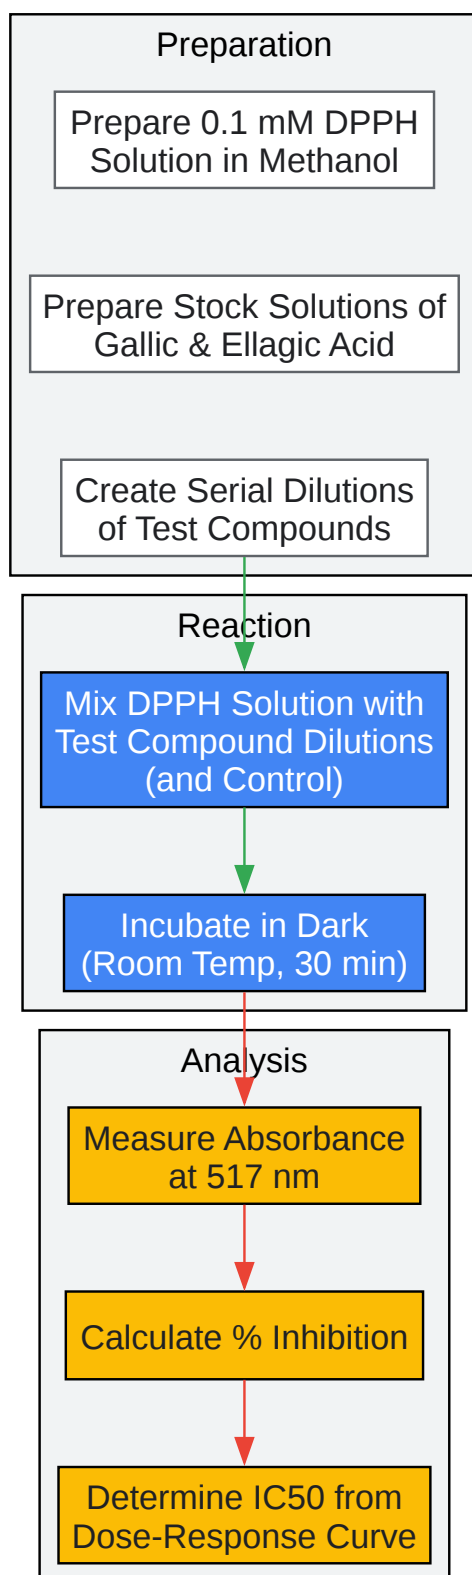 Preparation
Prepare 0.1 mM DPPH
Solution in Methanol
Prepare Stock Solutions of
Gallic & Ellagic Acid
Create Serial Dilutions
of Test Compounds
Reaction
Mix DPPH Solution with
Test Compound Dilutions
(and Control)
Incubate in Dark
(Room Temp, 30 min)
Analysis
Measure Absorbance
at 517 nm
Calculate % Inhibition
Determine IC50 from
Dose-Response Curve